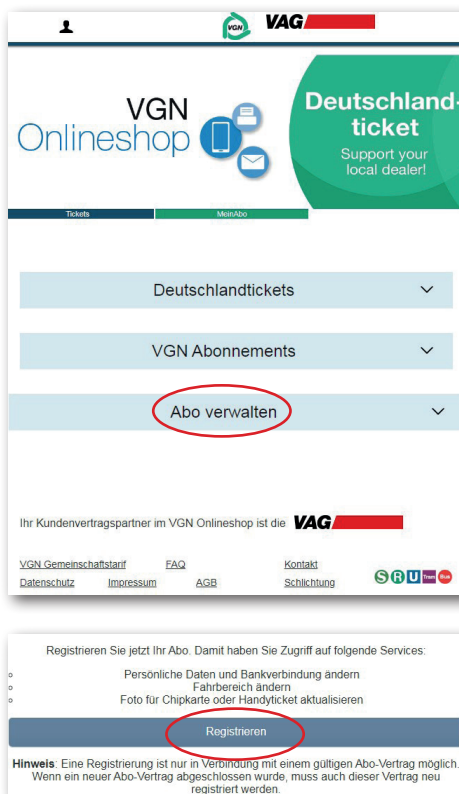 VGN
VAG
VGN
Onlineshop
Deutschland-
ticket
Support your
local dealer!
Tickets
MeinAbo
Deutschlandtickets
VGN Abonnements
Abo verwalten
Ihr Kundenvertragspartner im VGN Onlineshop ist die VAG
VGN Gemeinschaftstarif FAQ Kontakt
Datenschutz Impressum AGB Schlichtung
S R U Tram Bus
Registrieren Sie jetzt Ihr Abo. Damit haben Sie Zugriff auf folgende Services:
Persönliche Daten und Bankverbindung ändern
Fahrbereich ändern
Foto für Chipkarte oder Handyticket aktualisieren
Registrieren
Hinweis: Eine Registrierung ist nur in Verbindung mit einem gültigen Abo-Vertrag möglich.
Wenn ein neuer Abo-Vertrag abgeschlossen wurde, muss auch dieser Vertrag neu
registriert werden.